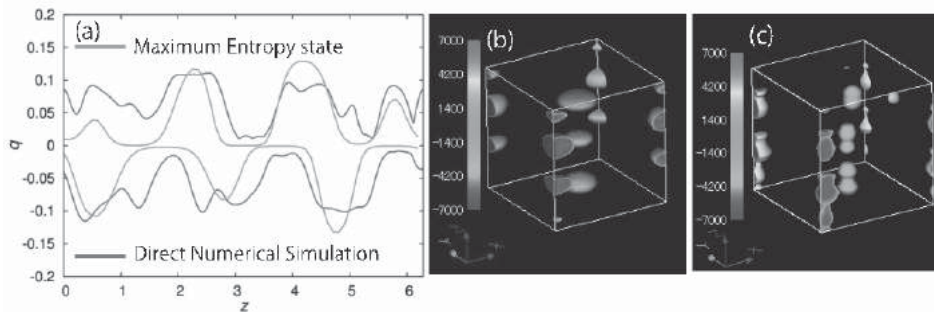 (a)
Maximum Entropy state
Direct Numerical Simulation
q
0.2
0.15
0.1
0.05
0
-0.05
-0.1
-0.15
-0.2
0 1 2 3 4 5 6
z
(b)
7000
4200
1400
-1400
-4200
-7000
(c)
7000
4200
1400
-1400
-4200
-7000